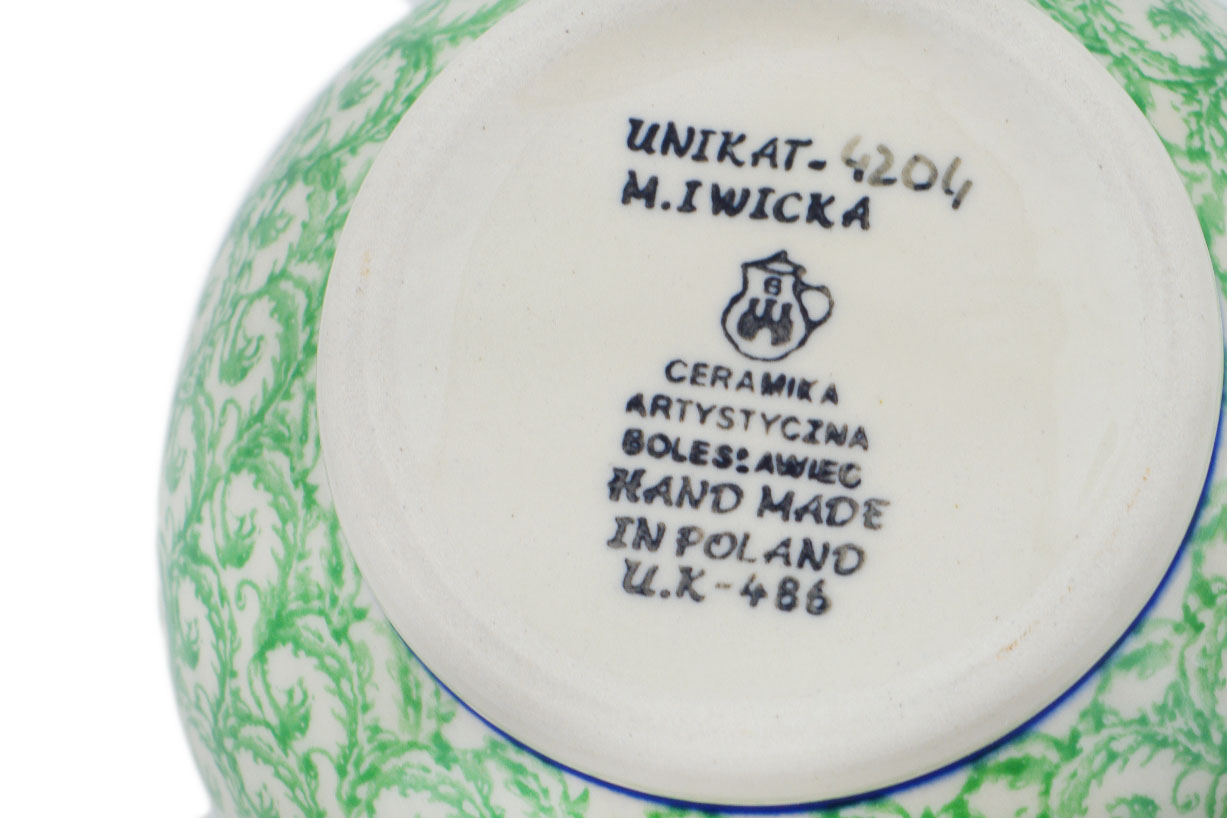 UNIKAT-4204
M.IWICKA
B
CERAMIKA
ARTYSTYCZNA
BOLESŁAWIEC
HAND MADE
IN POLAND
U.K-486